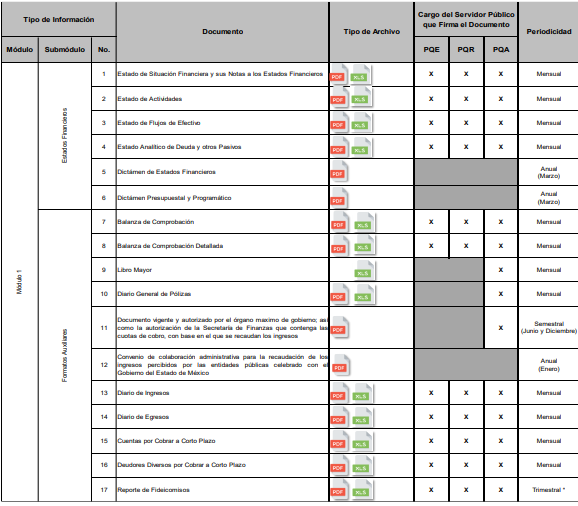 Tipo de Información Documento Tipo de Archivo Cargo del Servidor Público que Firma el Documento Periodicidad
Módulo Submódulo No. PQE PQR PQA
Módulo 1
Estados Financieros
1 Estado de Situación Financiera y sus Notas a los Estados Financieros PDF XLS X X X Mensual
2 Estado de Actividades PDF XLS X X X Mensual
3 Estado de Flujos de Efectivo PDF XLS X X X Mensual
4 Estado Analítico de Deuda y otros Pasivos PDF XLS X X X Mensual
5 Dictámen de Estados Financieros PDF Anual (Marzo)
6 Dictámen Presupuestal y Programático PDF Anual (Marzo)
Formatos Auxiliares
7 Balanza de Comprobación PDF XLS X X X Mensual
8 Balanza de Comprobación Detallada PDF XLS X X X Mensual
9 Libro Mayor XLS X Mensual
10 Diario General de Pólizas PDF XLS X Mensual
11 Documento vigente y autorizado por el órgano maximo de gobierno; así
como la autorización de la Secretaría de Finanzas que contenga las
cuotas de cobro, con base en el que se recaudan los ingresos PDF X Semestral (Junio y Diciembre)
12 Convenio de colaboración administrativa para la recaudación de los
ingresos percibidos por las entidades públicas celebrado con el
Gobierno del Estado de México PDF Anual (Enero)
13 Diario de Ingresos PDF XLS X X X Mensual
14 Diario de Egresos PDF XLS X X X Mensual
15 Cuentas por Cobrar a Corto Plazo PDF XLS X X X Mensual
16 Deudores Diversos por Cobrar a Corto Plazo PDF XLS X X X Mensual
17 Reporte de Fideicomisos PDF XLS X X X Trimestral *